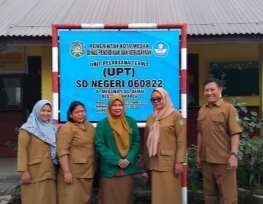 PEMERINTAH KOTA MEDAN
DINAS PENDIDIKAN DAN KEBUDAYAAN
UNIT PELAKSANA TEKNIS
(UPT)
SD NEGERI 060822